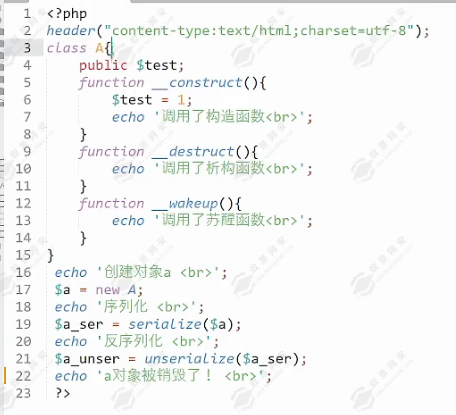 1 <?php
2 header("content-type:text/html;charset=utf-8");
3 class A{
4 public $test;
5 function __construct(){
6 $test = 1;
7 echo '调用了构造函数<br>';
8 }
9 function __destruct(){
10 echo '调用了析构函数<br>';
11 }
12 function __wakeup(){
13 echo '调用了苏醒函数<br>';
14 }
15 }
16 echo '创建对象a <br>';
17 $a = new A;
18 echo '序列化 <br>';
19 $a_ser = serialize($a);
20 echo '反序列化 <br>';
21 $a_unser = unserialize($a_ser);
22 echo 'a对象被销毁了! <br>';
23 ?>